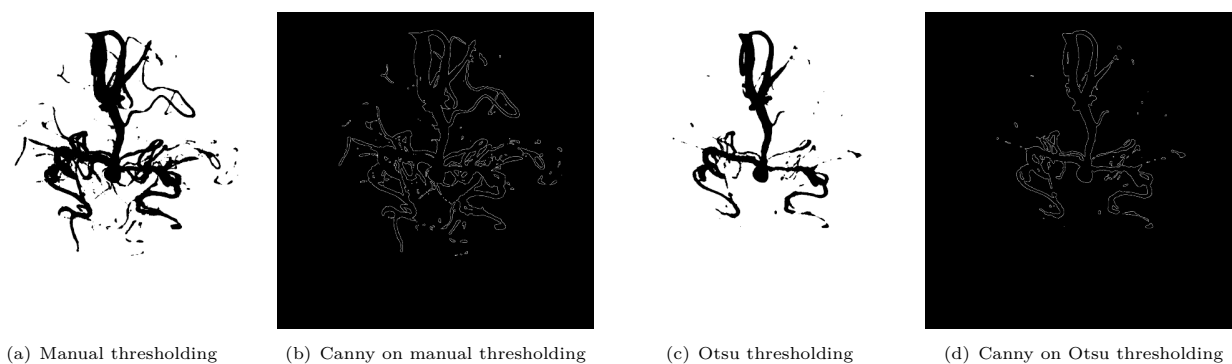 (a) Manual thresholding
(b) Canny on manual thresholding
(c) Otsu thresholding
(d) Canny on Otsu thresholding